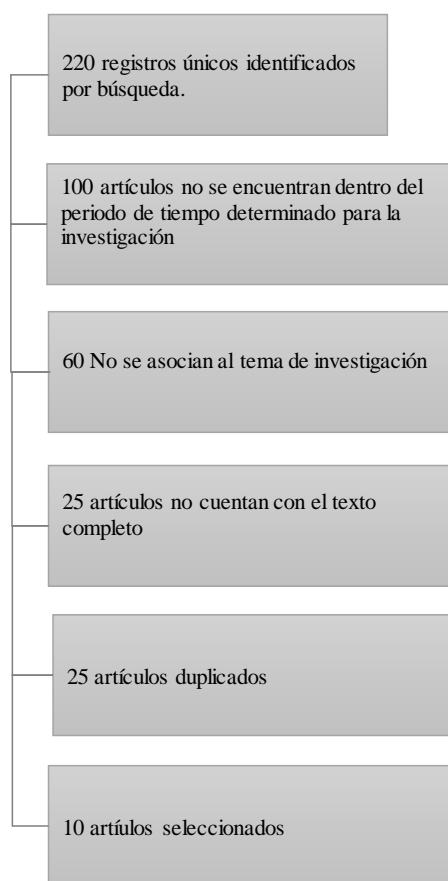 220 registros únicos identificados
por búsqueda.
100 artículos no se encuentran dentro del
periodo de tiempo determinado para la
investigación
60 No se asocian al tema de investigación
25 artículos no cuentan con el texto
completo
25 artículos duplicados
10 artíulos seleccionados